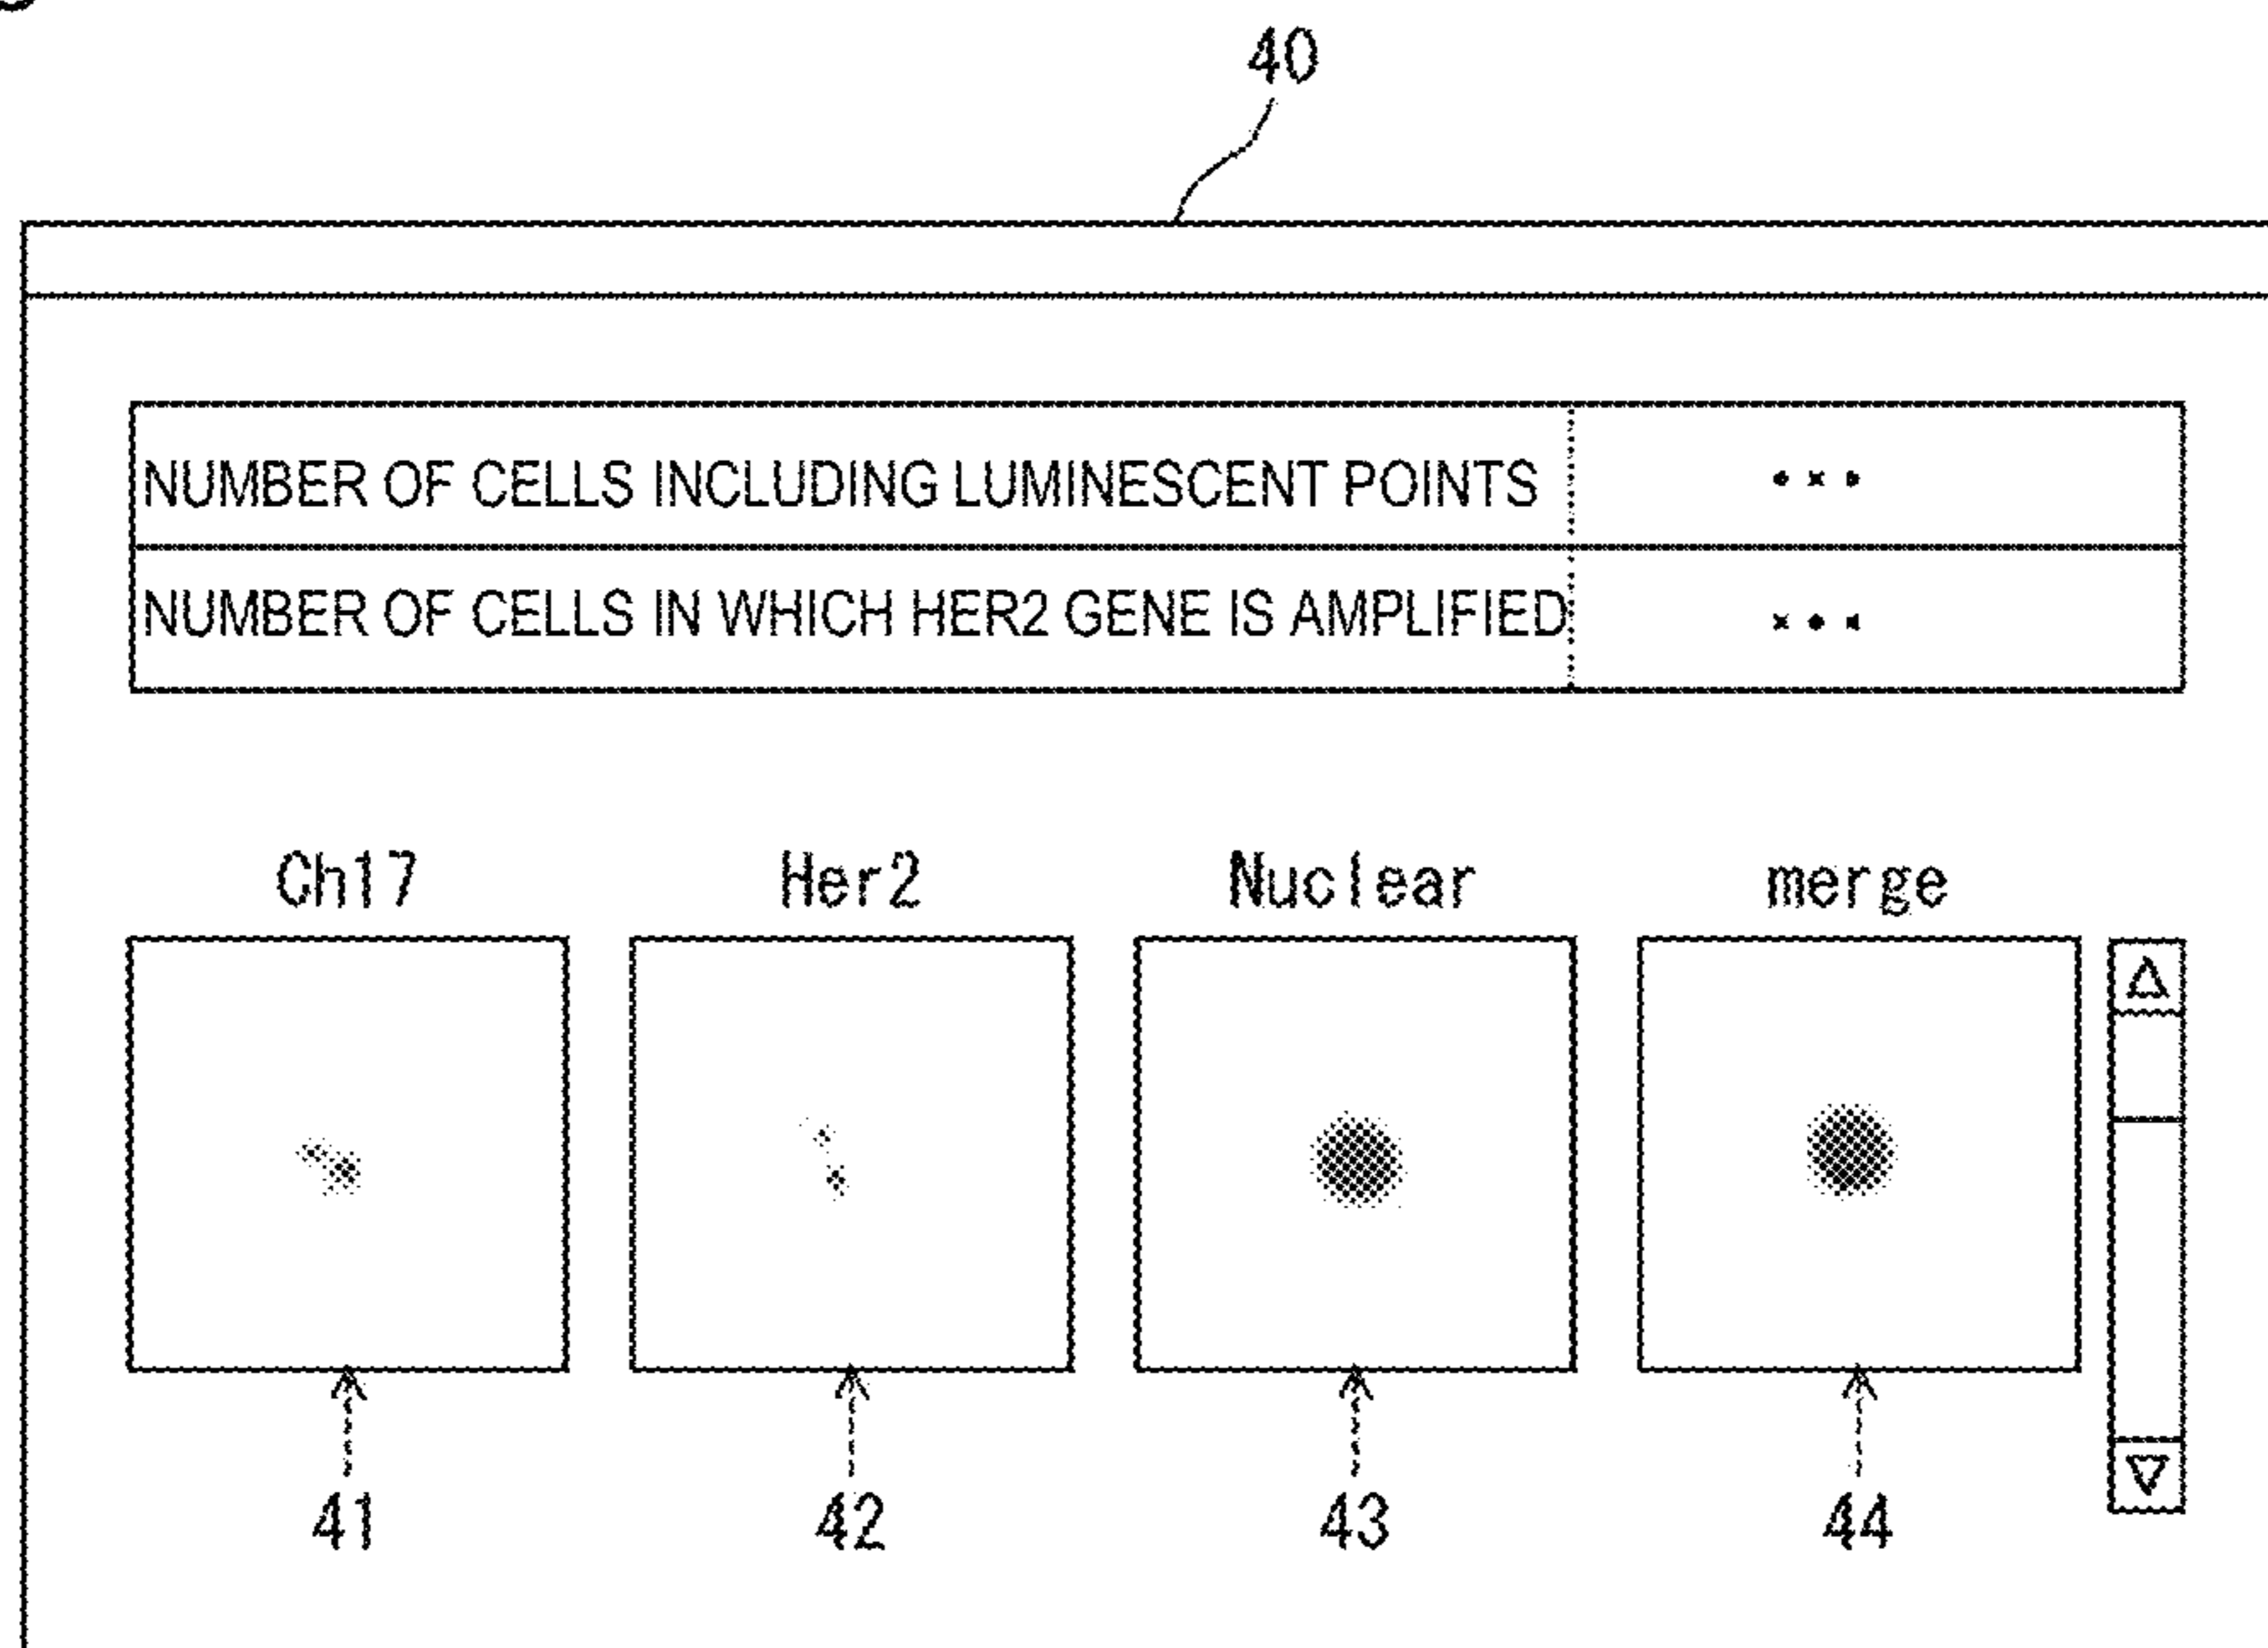 40
NUMBER OF CELLS INCLUDING LUMINESCENT POINTS ...
NUMBER OF CELLS IN WHICH HER2 GENE IS AMPLIFIED ...
Ch17 Her2 Nuclear merge
41 42 43 44